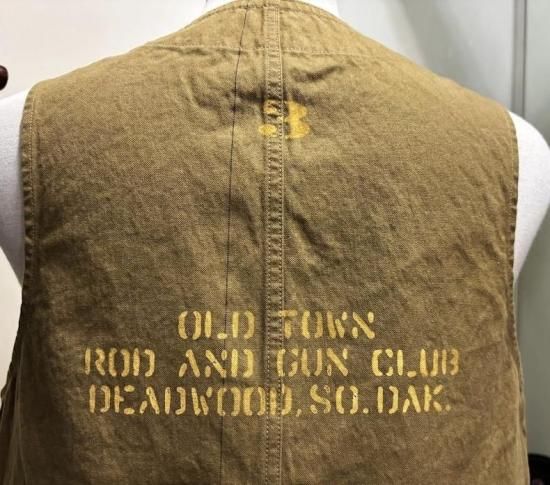 3
OLD TOWN
ROD AND GUN CLUB
DEADWOOD, SO. DAK.